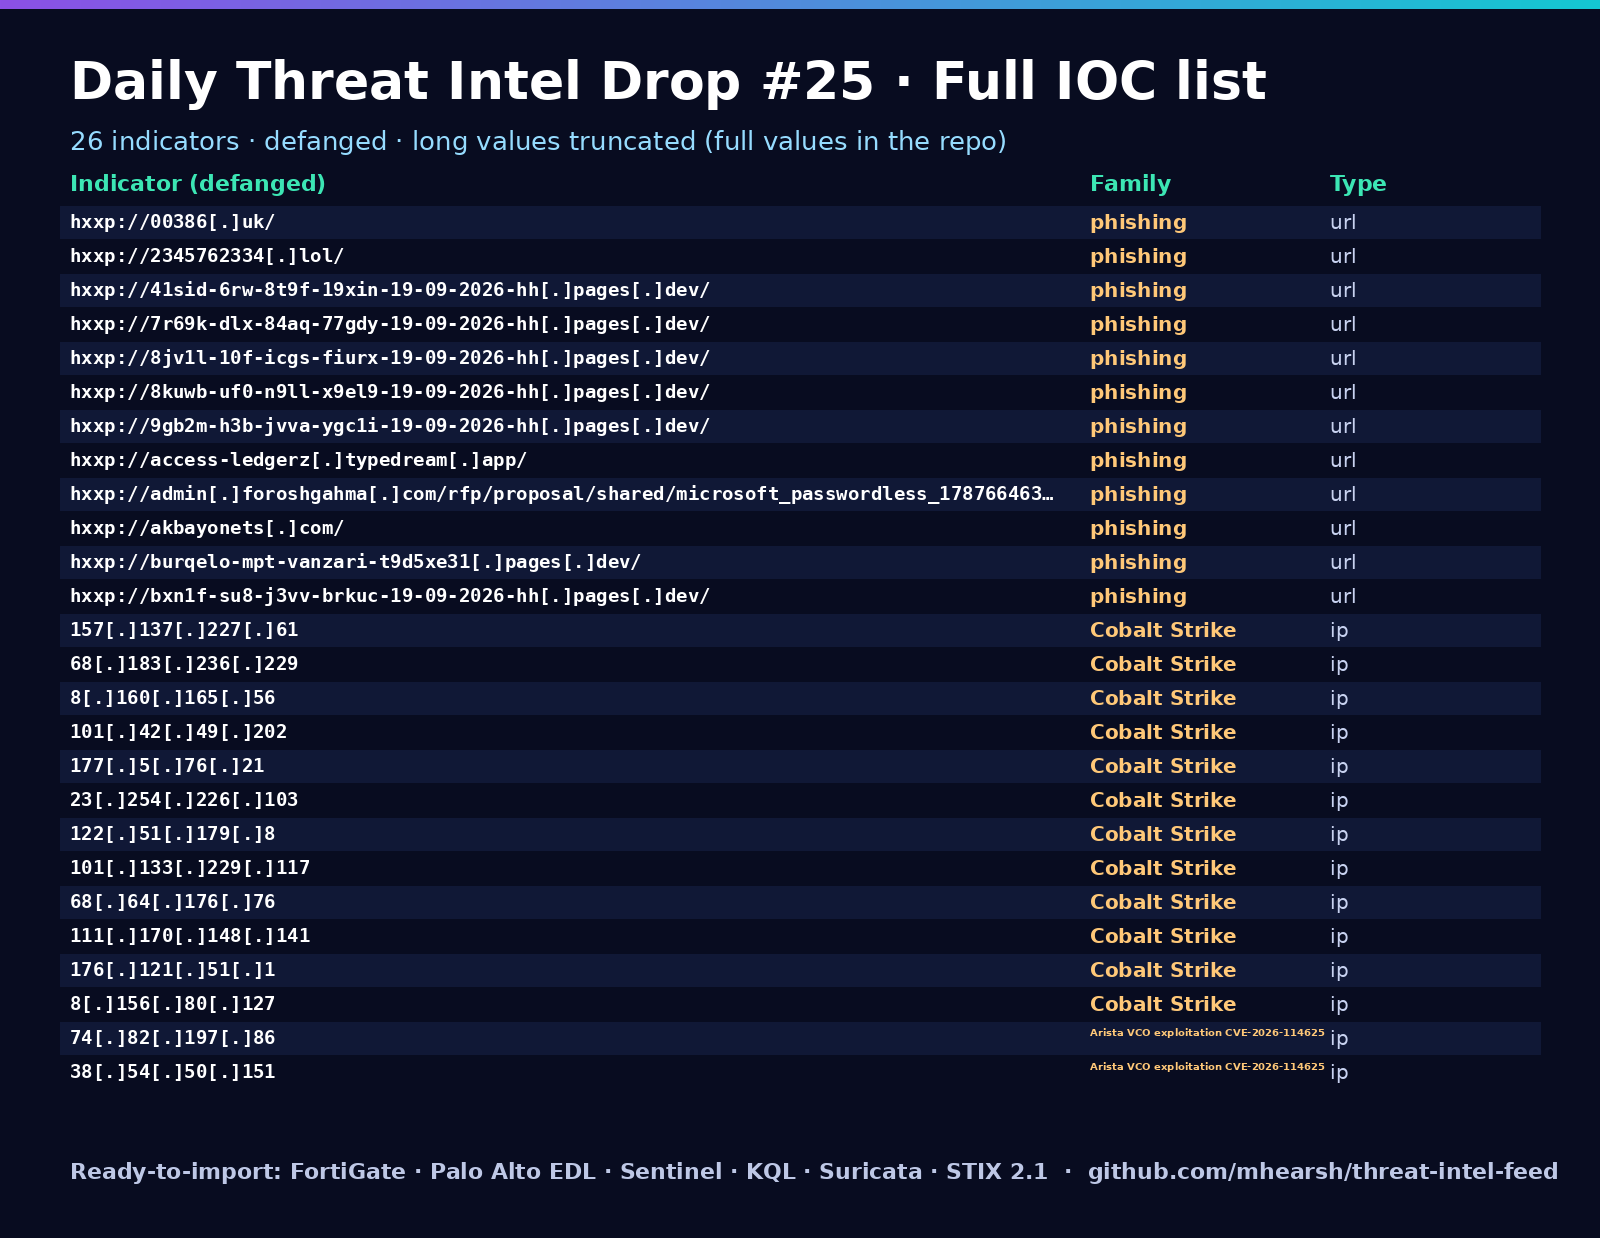 Daily Threat Intel Drop #25 · Full IOC list
26 indicators · defanged · long values truncated (full values in the repo)
Indicator (defanged) Family Type
hxxp://00386[.]uk/ phishing url
hxxp://2345762334[.]lol/ phishing url
hxxp://41sid-6rw-8t9f-19xin-19-09-2026-hh[.]pages[.]dev/ phishing url
hxxp://7r69k-dlx-84aq-77gdy-19-09-2026-hh[.]pages[.]dev/ phishing url
hxxp://8jv1l-10f-icgs-fiurx-19-09-2026-hh[.]pages[.]dev/ phishing url
hxxp://8kuwb-uf0-n9ll-x9el9-19-09-2026-hh[.]pages[.]dev/ phishing url
hxxp://9gb2m-h3b-jvva-ygc1i-19-09-2026-hh[.]pages[.]dev/ phishing url
hxxp://access-ledgerz[.]typedream[.]app/ phishing url
hxxp://admin[.]foroshgahma[.]com/rfp/proposal/shared/microsoft_passwordless_178766463… phishing url
hxxp://akbayonets[.]com/ phishing url
hxxp://burqelo-mpt-vanzari-t9d5xe31[.]pages[.]dev/ phishing url
hxxp://bxn1f-su8-j3vv-brkuc-19-09-2026-hh[.]pages[.]dev/ phishing url
157[.]137[.]227[.]61 Cobalt Strike ip
68[.]183[.]236[.]229 Cobalt Strike ip
8[.]160[.]165[.]56 Cobalt Strike ip
101[.]42[.]49[.]202 Cobalt Strike ip
177[.]5[.]76[.]21 Cobalt Strike ip
23[.]254[.]226[.]103 Cobalt Strike ip
122[.]51[.]179[.]8 Cobalt Strike ip
101[.]133[.]229[.]117 Cobalt Strike ip
68[.]64[.]176[.]76 Cobalt Strike ip
111[.]170[.]148[.]141 Cobalt Strike ip
176[.]121[.]51[.]1 Cobalt Strike ip
8[.]156[.]80[.]127 Cobalt Strike ip
74[.]82[.]197[.]86 Arista VCO exploitation CVE-2026-114625 ip
38[.]54[.]50[.]151 Arista VCO exploitation CVE-2026-114625 ip
Ready-to-import: FortiGate · Palo Alto EDL · Sentinel · KQL · Suricata · STIX 2.1 · github.com/mhearsh/threat-intel-feed